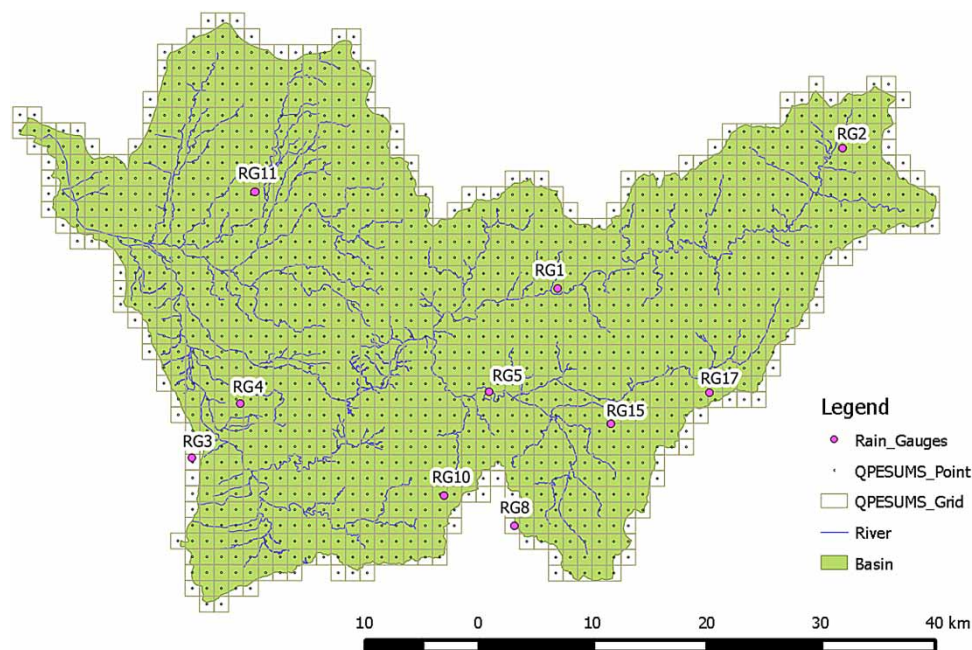 RG2
RG11
RG1
RG5
RG17
RG4
RG15
RG3
RG10
RG8
Legend
Rain_Gauges
QPESUMS_Point
QPESUMS_Grid
River
Basin
10 0 10 20 30 40 km